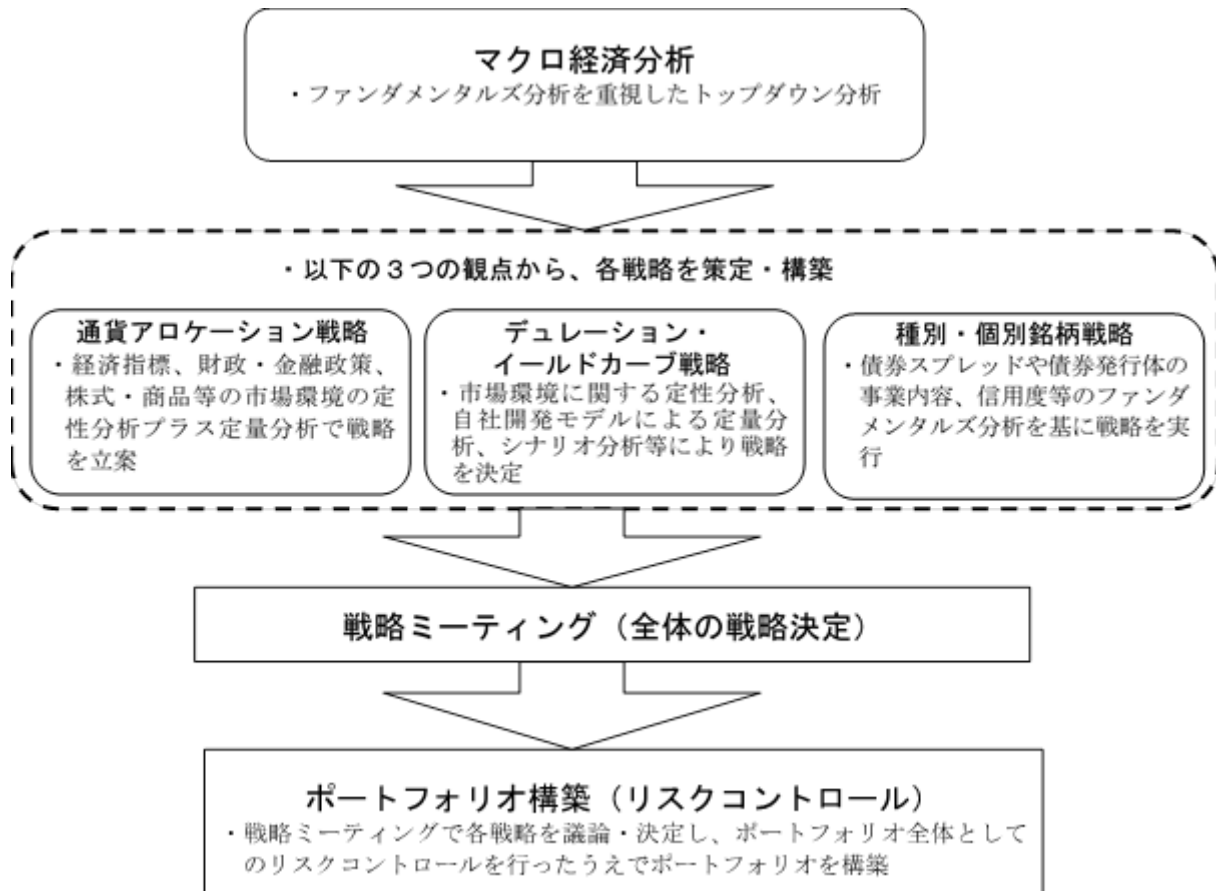 マクロ経済分析
・ファンダメンタルズ分析を重視したトップダウン分析
・以下の３つの観点から、各戦略を策定・構築
通貨アロケーション戦略
・経済指標、財政・金融政策、
株式・商品等の市場環境の定
性分析プラス定量分析で戦略
を立案
デュレーション・
イールドカーブ戦略
・市場環境に関する定性分析、
自社開発モデルによる定量分
析、シナリオ分析等により戦略
を決定
種別・個別銘柄戦略
・債券スプレッドや債券発行体の
事業内容、信用度等のファンダ
メンタルズ分析を基に戦略を実
行
戦略ミーティング（全体の戦略決定）
ポートフォリオ構築（リスクコントロール）
・戦略ミーティングで各戦略を議論・決定し、ポートフォリオ全体として
のリスクコントロールを行ったうえでポートフォリオを構築